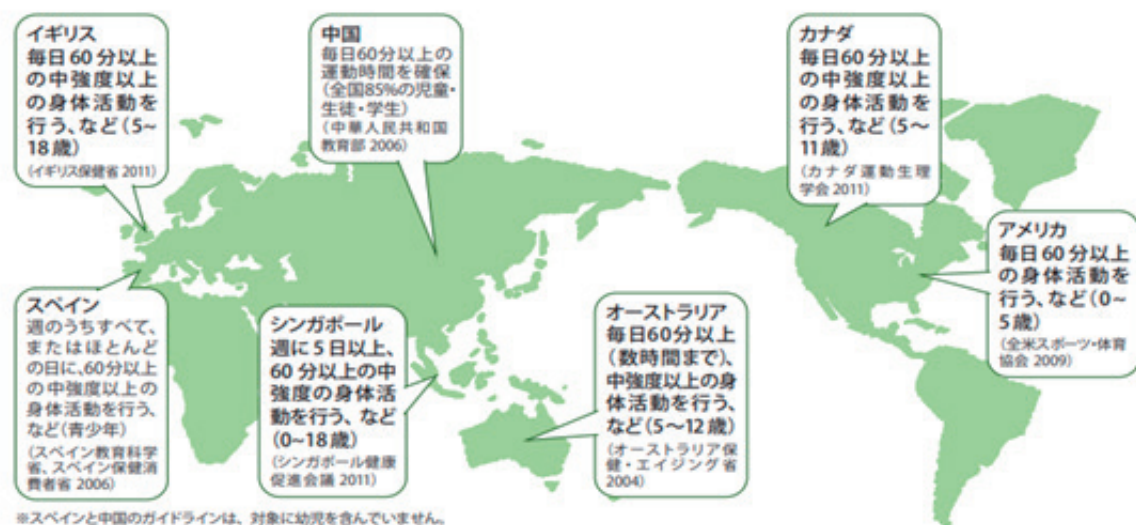 イギリス
毎日60分以上
の中強度以上
の身体活動を
行う、など（5~
18歳）
（イギリス保健省 2011）
中国
毎日60分以上の
運動時間を確保
（全国85%の児童・
生徒・学生）
（中華人民共和国
教育部 2006）
カナダ
毎日60分以上
の中強度以上
の身体活動を
行う、など（5～
11歳）
（カナダ運動生理
学会 2011）
アメリカ
毎日60分以上
の身体活動を
行う、など（0～
5歳）
（全米スポーツ・体育
協会 2009）
スペイン
週のうちすべて、
またはほとんど
の日に、60分以上
の中強度以上の
身体活動を行う、
など（青少年）
（スペイン教育科学
省、スペイン保健消
費者省 2006）
シンガポール
週に5日以上、
60分以上の中
強度の身体活
動を行う、など
（0~18歳）
（シンガポール健康
促進会議 2011）
オーストラリア
毎日60分以上
（数時間まで）、
中強度以上の身
体活動を行う、
など（5～12歳）
（オーストラリア保
健・エイジング省
2004）
※スペインと中国のガイドラインは、対象に幼児を含んでいません。